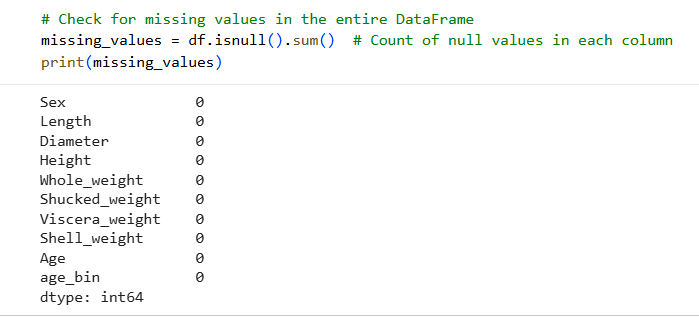 # Check for missing values in the entire DataFrame
missing_values = df.isnull().sum()  # Count of null values in each column
print(missing_values)
Sex               0
Length            0
Diameter          0
Height            0
Whole_weight      0
Shucked_weight    0
Viscera_weight    0
Shell_weight      0
Age               0
age_bin           0
dtype: int64